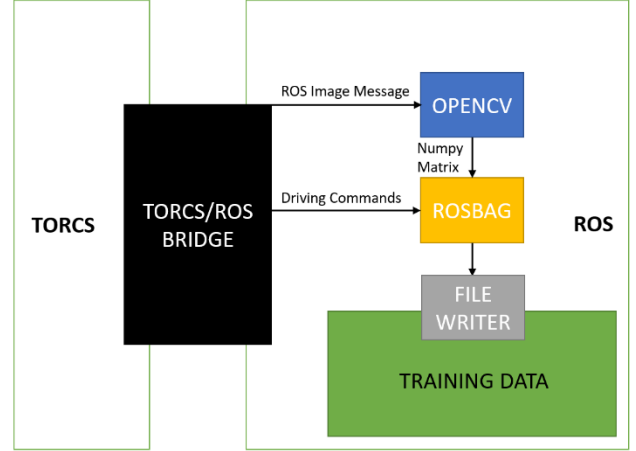 ROS Image Message
OPENCV
Numpy
Matrix
TORCS
TORCS/ROS
BRIDGE
Driving Commands
ROSBAG
ROS
FILE
WRITER
TRAINING DATA